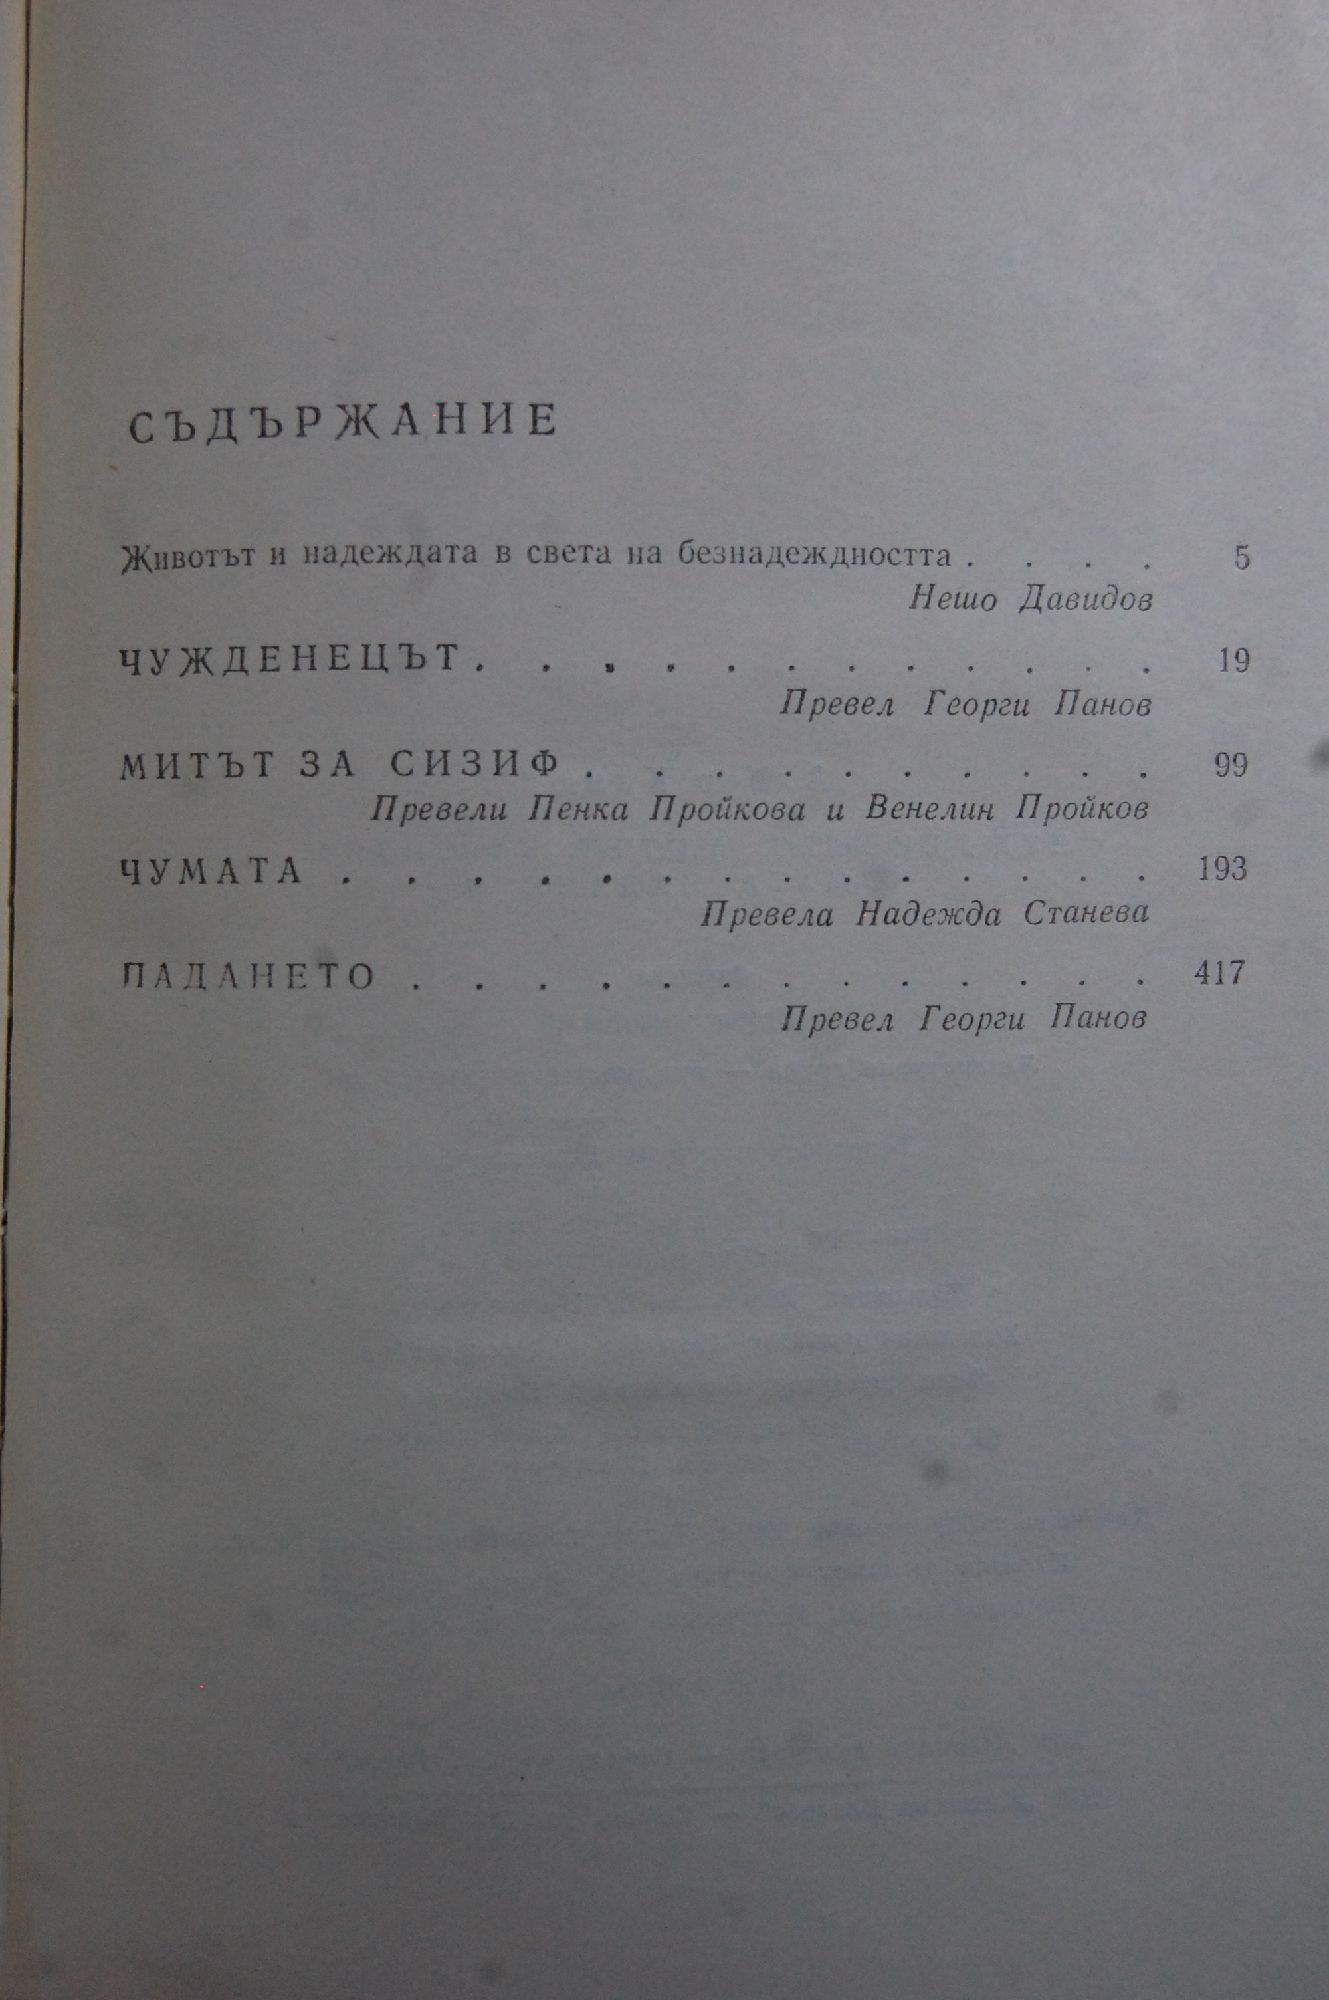 СЪДЪРЖАНИЕ
Животът и надеждата в света на безнадеждността . . . . 5
Нешо Давидов
ЧУЖДЕНЕЦЪТ . . . . . . . . . . . . 19
Превел Георги Панов
МИТЪТ ЗА СИЗИФ . . . . . . . . . . 99
Превели Пенка Пройкова и Венелин Пройков
ЧУМАТА . . . . . . . . . . . . . . 193
Превела Надежда Станева
ПАДАНЕТО . . . . . . . . . . . . . 417
Превел Георги Панов